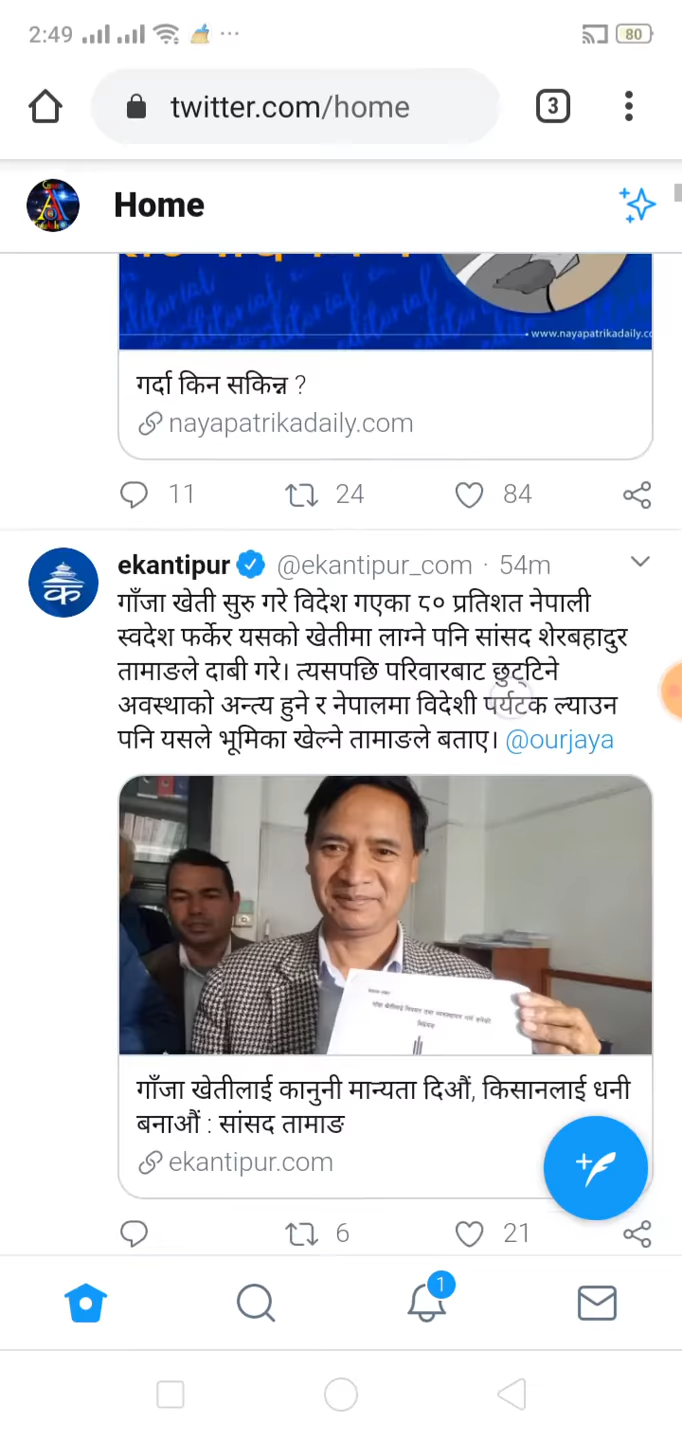 2:49
80
twitter.com/home
3
Home
editorial
• www.nayapatrikadaily.co
गर्दा किन सकिन्न ?
nayapatrikadaily.com
11 24 84
ekantipur @ekantipur_com · 54m
गाँजा खेती सुरु गरे विदेश गएका ८० प्रतिशत नेपाली
स्वदेश फर्केर यसको खेतीमा लाग्ने पनि सांसद शेरबहादुर
तामाङले दाबी गरे। त्यसपछि परिवारबाट छुट्टिने
अवस्थाको अन्त्य हुने र नेपालमा विदेशी पर्यटक ल्याउन
पनि यसले भूमिका खेल्ने तामाङले बताए। @ourjaya
गाँजा खेतीलाई कानुनी मान्यता दिऔं, किसानलाई धनी
बनाऔं : सांसद तामाङ
ekantipur.com
6 21
1